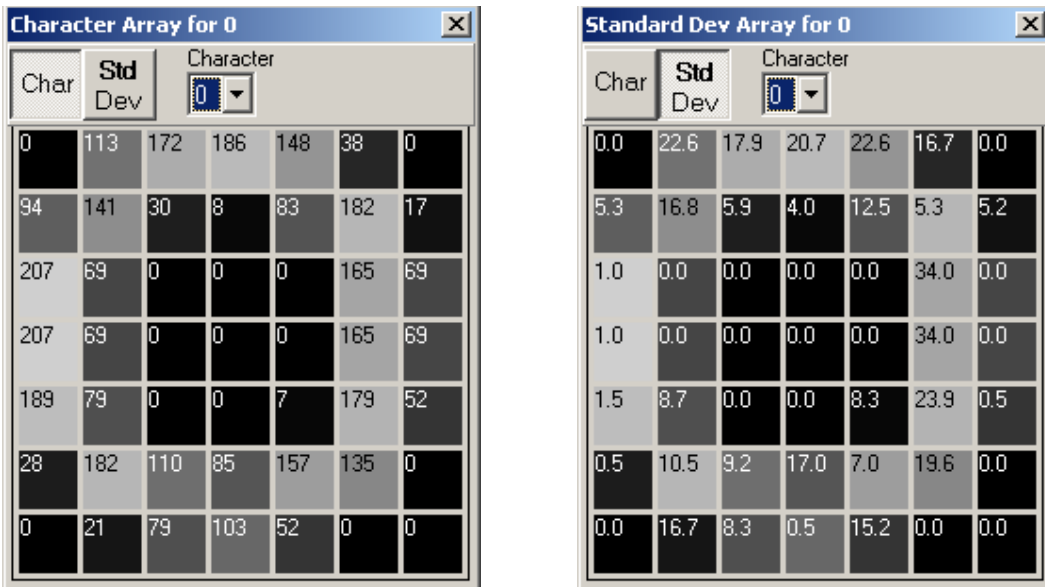 Character Array for 0
Char
Std
Dev
Character
0
0 113 172 186 148 38 0
94 141 30 8 83 182 17
207 69 0 0 0 165 69
207 69 0 0 0 165 69
189 79 0 0 7 179 52
28 182 110 85 157 135 0
0 21 79 103 52 0 0
Standard Dev Array for 0
Char
Std
Dev
Character
0
0.0 22.6 17.9 20.7 22.6 16.7 0.0
5.3 16.8 5.9 4.0 12.5 5.3 5.2
1.0 0.0 0.0 0.0 0.0 34.0 0.0
1.0 0.0 0.0 0.0 0.0 34.0 0.0
1.5 8.7 0.0 0.0 8.3 23.9 0.5
0.5 10.5 9.2 17.0 7.0 19.6 0.0
0.0 16.7 8.3 0.5 15.2 0.0 0.0